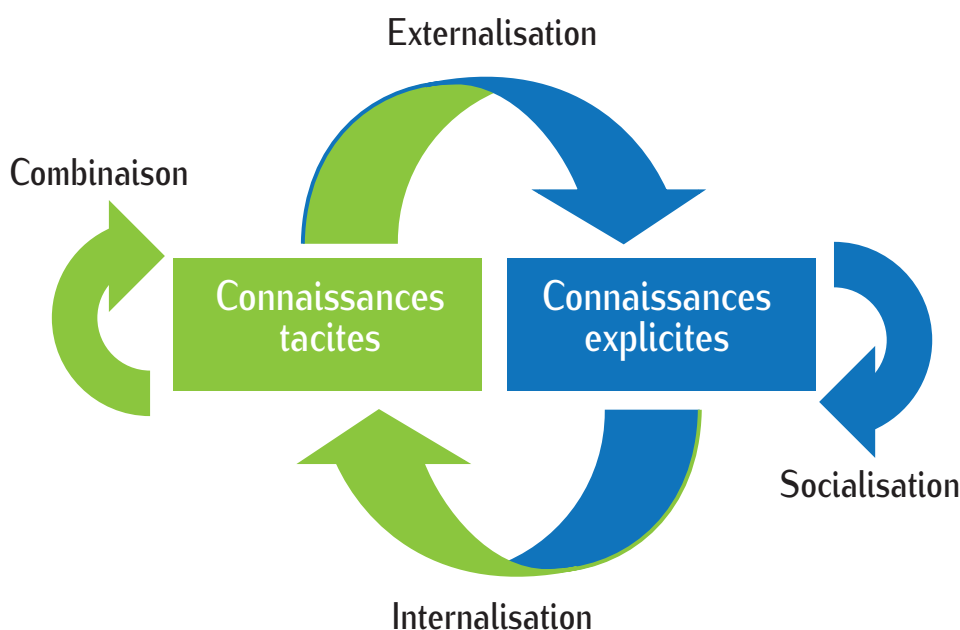 Externalisation
Combinaison
Connaissances
tacites
Connaissances
explicites
Socialisation
Internalisation